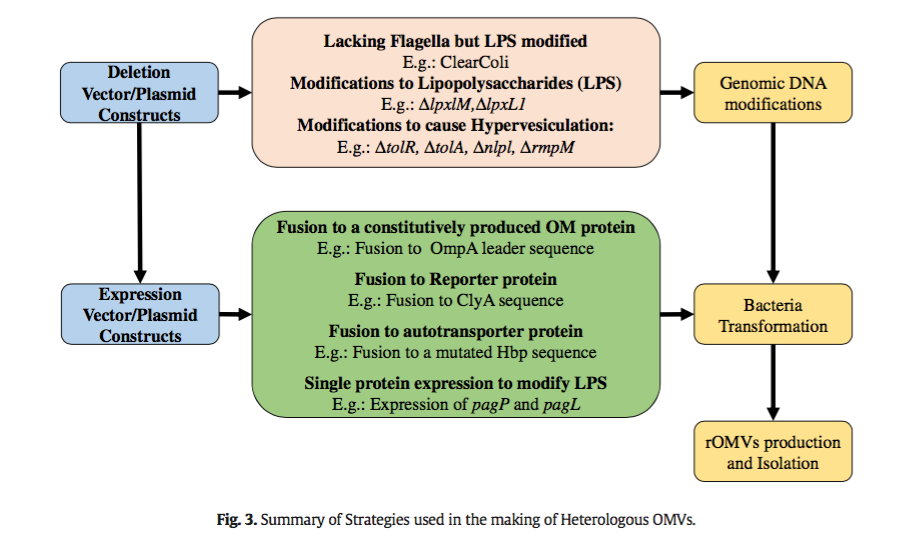 Deletion
Vector/Plasmid
Constructs
Lacking Flagella but LPS modified
E.g.: ClearColi
Modifications to Lipopolysaccharides (LPS)
E.g.: ΔlpxlM,ΔlpxL1
Modifications to cause Hypervesiculation:
E.g.: ΔtolR, ΔtolA, Δnlpl, ΔrmpM
Genomic DNA
modifications
Expression
Vector/Plasmid
Constructs
Fusion to a constitutively produced OM protein
E.g.: Fusion to OmpA leader sequence
Fusion to Reporter protein
E.g.: Fusion to ClyA sequence
Fusion to autotransporter protein
E.g.: Fusion to a mutated Hbp sequence
Single protein expression to modify LPS
E.g.: Expression of pagP and pagL
Bacteria
Transformation
rOMVs production
and Isolation
Fig. 3. Summary of Strategies used in the making of Heterologous OMVs.